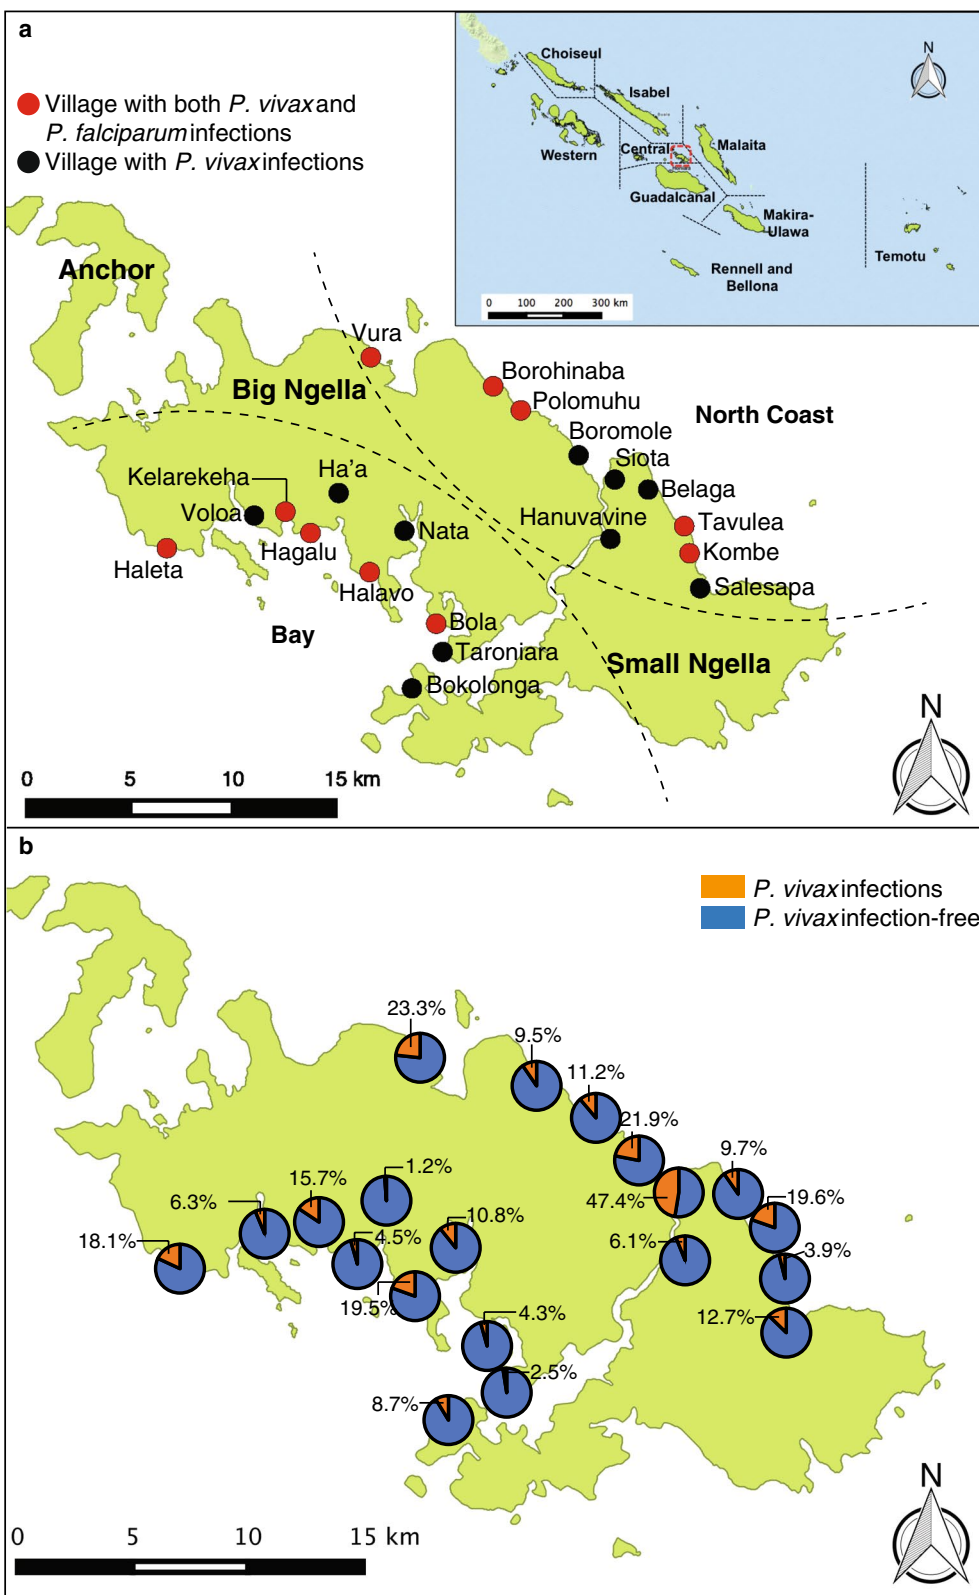 a
Village with both P. vivax and
P. falciparum infections
Village with P. vivax infections
N
Choiseul
Isabel
Western
Central
Malaita
Guadalcanal
Makira-
Ulawa
Temotu
Rennell and
Bellona
0 100 200 300 km
Anchor
Vura
Big Ngella
Borohinaba
Polomuhu
North Coast
Boromole
Siota
Kelarekeha
Ha'a
Belaga
Voloa
Hanuvavine
Tavulea
Nata
Hagalu
Kombe
Haleta
Halavo
Salesapa
Bay
Bola
Taroniara
Small Ngella
Bokolonga
N
0 5 10 15 km
b
P. vivax infections
P. vivax infection-free
23.3%
9.5%
11.2%
21.9%
9.7%
1.2%
15.7%
47.4%
19.6%
6.3%
10.8%
18.1%
4.5%
6.1%
3.9%
19.5%
4.3%
12.7%
2.5%
8.7%
N
0 5 10 15 km